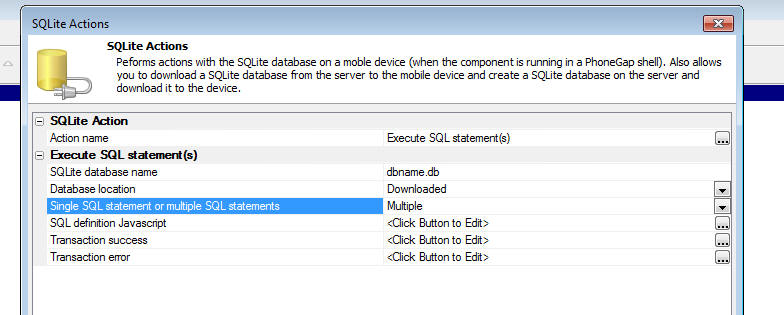 SQLite Actions
SQLite Actions
Peforms actions with the SQLite database on a moble device (when the component is running in a PhoneGap shell). Also allows
you to download a SQLite database from the server to the mobile device and create a SQLite database on the server and
download it to the device.
SQLite Action
Action name Execute SQL statement(s) ...
Execute SQL statement(s)
SQLite database name dbname.db
Database location Downloaded
Single SQL statement or multiple SQL statements Multiple
SQL definition Javascript <Click Button to Edit> ...
Transaction success <Click Button to Edit> ...
Transaction error <Click Button to Edit> ...